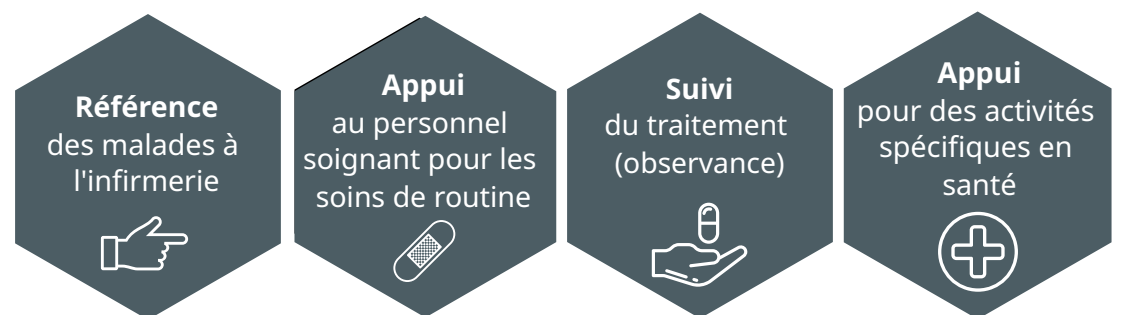 Référence
des malades à
l'infirmerie
Appui
au personnel
soignant pour les
soins de routine
Suivi
du traitement
(observance)
Appui
pour des activités
spécifiques en
santé